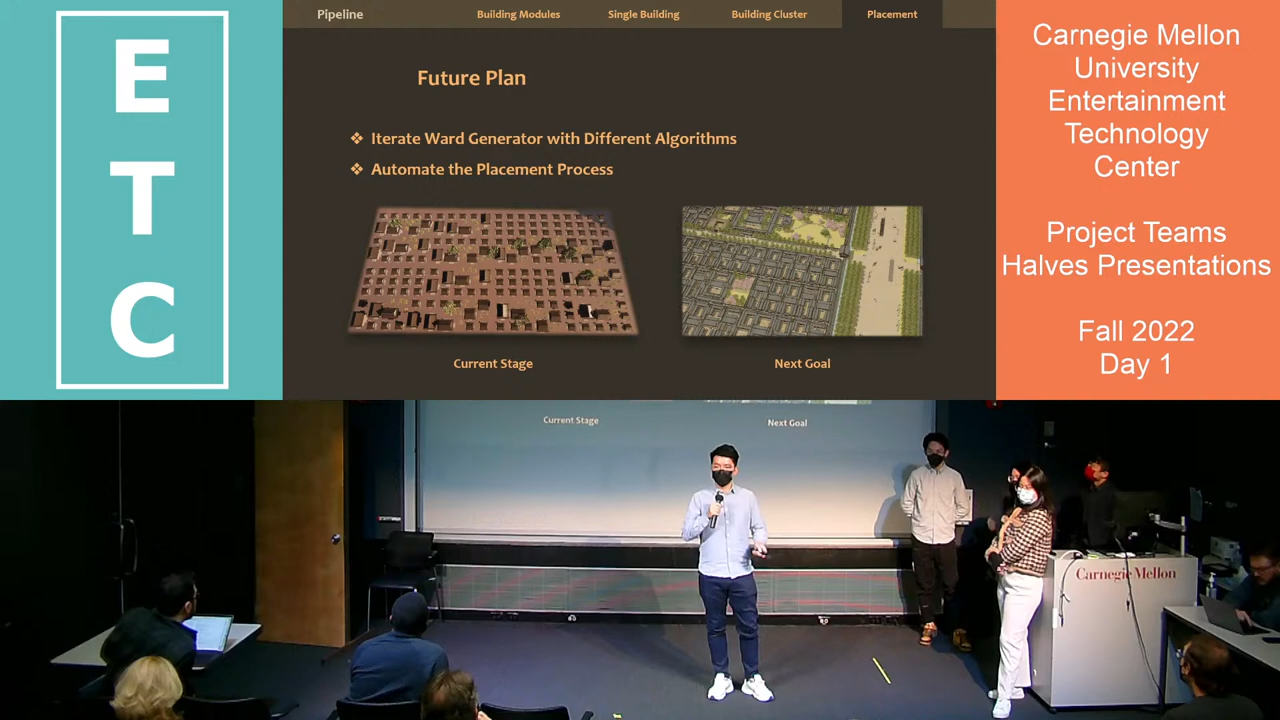 E
T
C
Pipeline
Building Modules
Single Building
Building Cluster
Placement
Future Plan
❖ Iterate Ward Generator with Different Algorithms
❖ Automate the Placement Process
Current Stage
Next Goal
Carnegie Mellon
University
Entertainment
Technology
Center
Project Teams
Halves Presentations
Fall 2022
Day 1
Current Stage
Next Goal
Carnegie Mellon